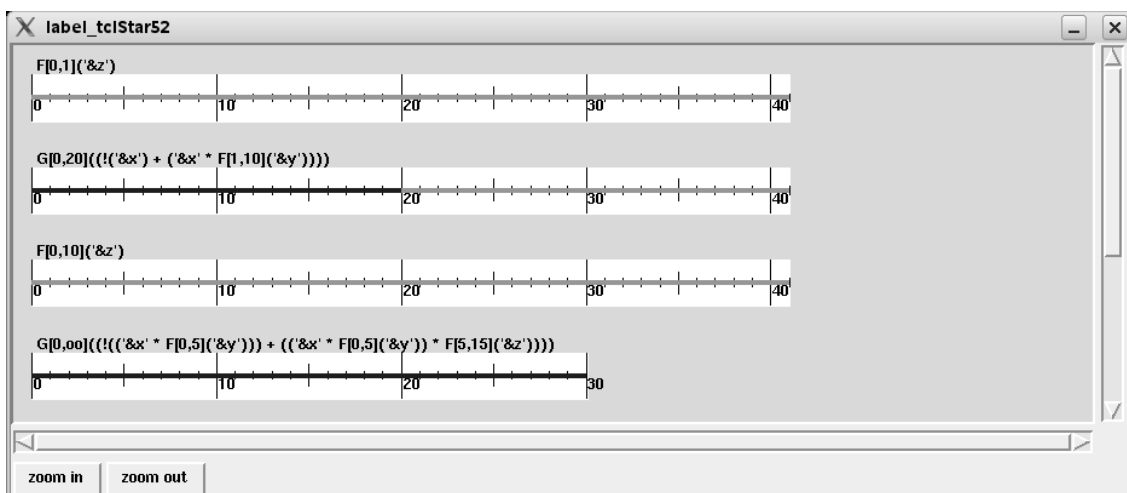 label_tclStar52
F[0,1]('&z')
0 10 20 30 40
G[0,20]((!('&x') + ('&x' * F[1,10]('&y'))))
0 10 20 30 40
F[0,10]('&z')
0 10 20 30 40
G[0,oo]((!(('&x' * F[0,5]('&y'))) + (('&x' * F[0,5]('&y')) * F[5,15]('&z'))))
0 10 20 30
zoom in zoom out